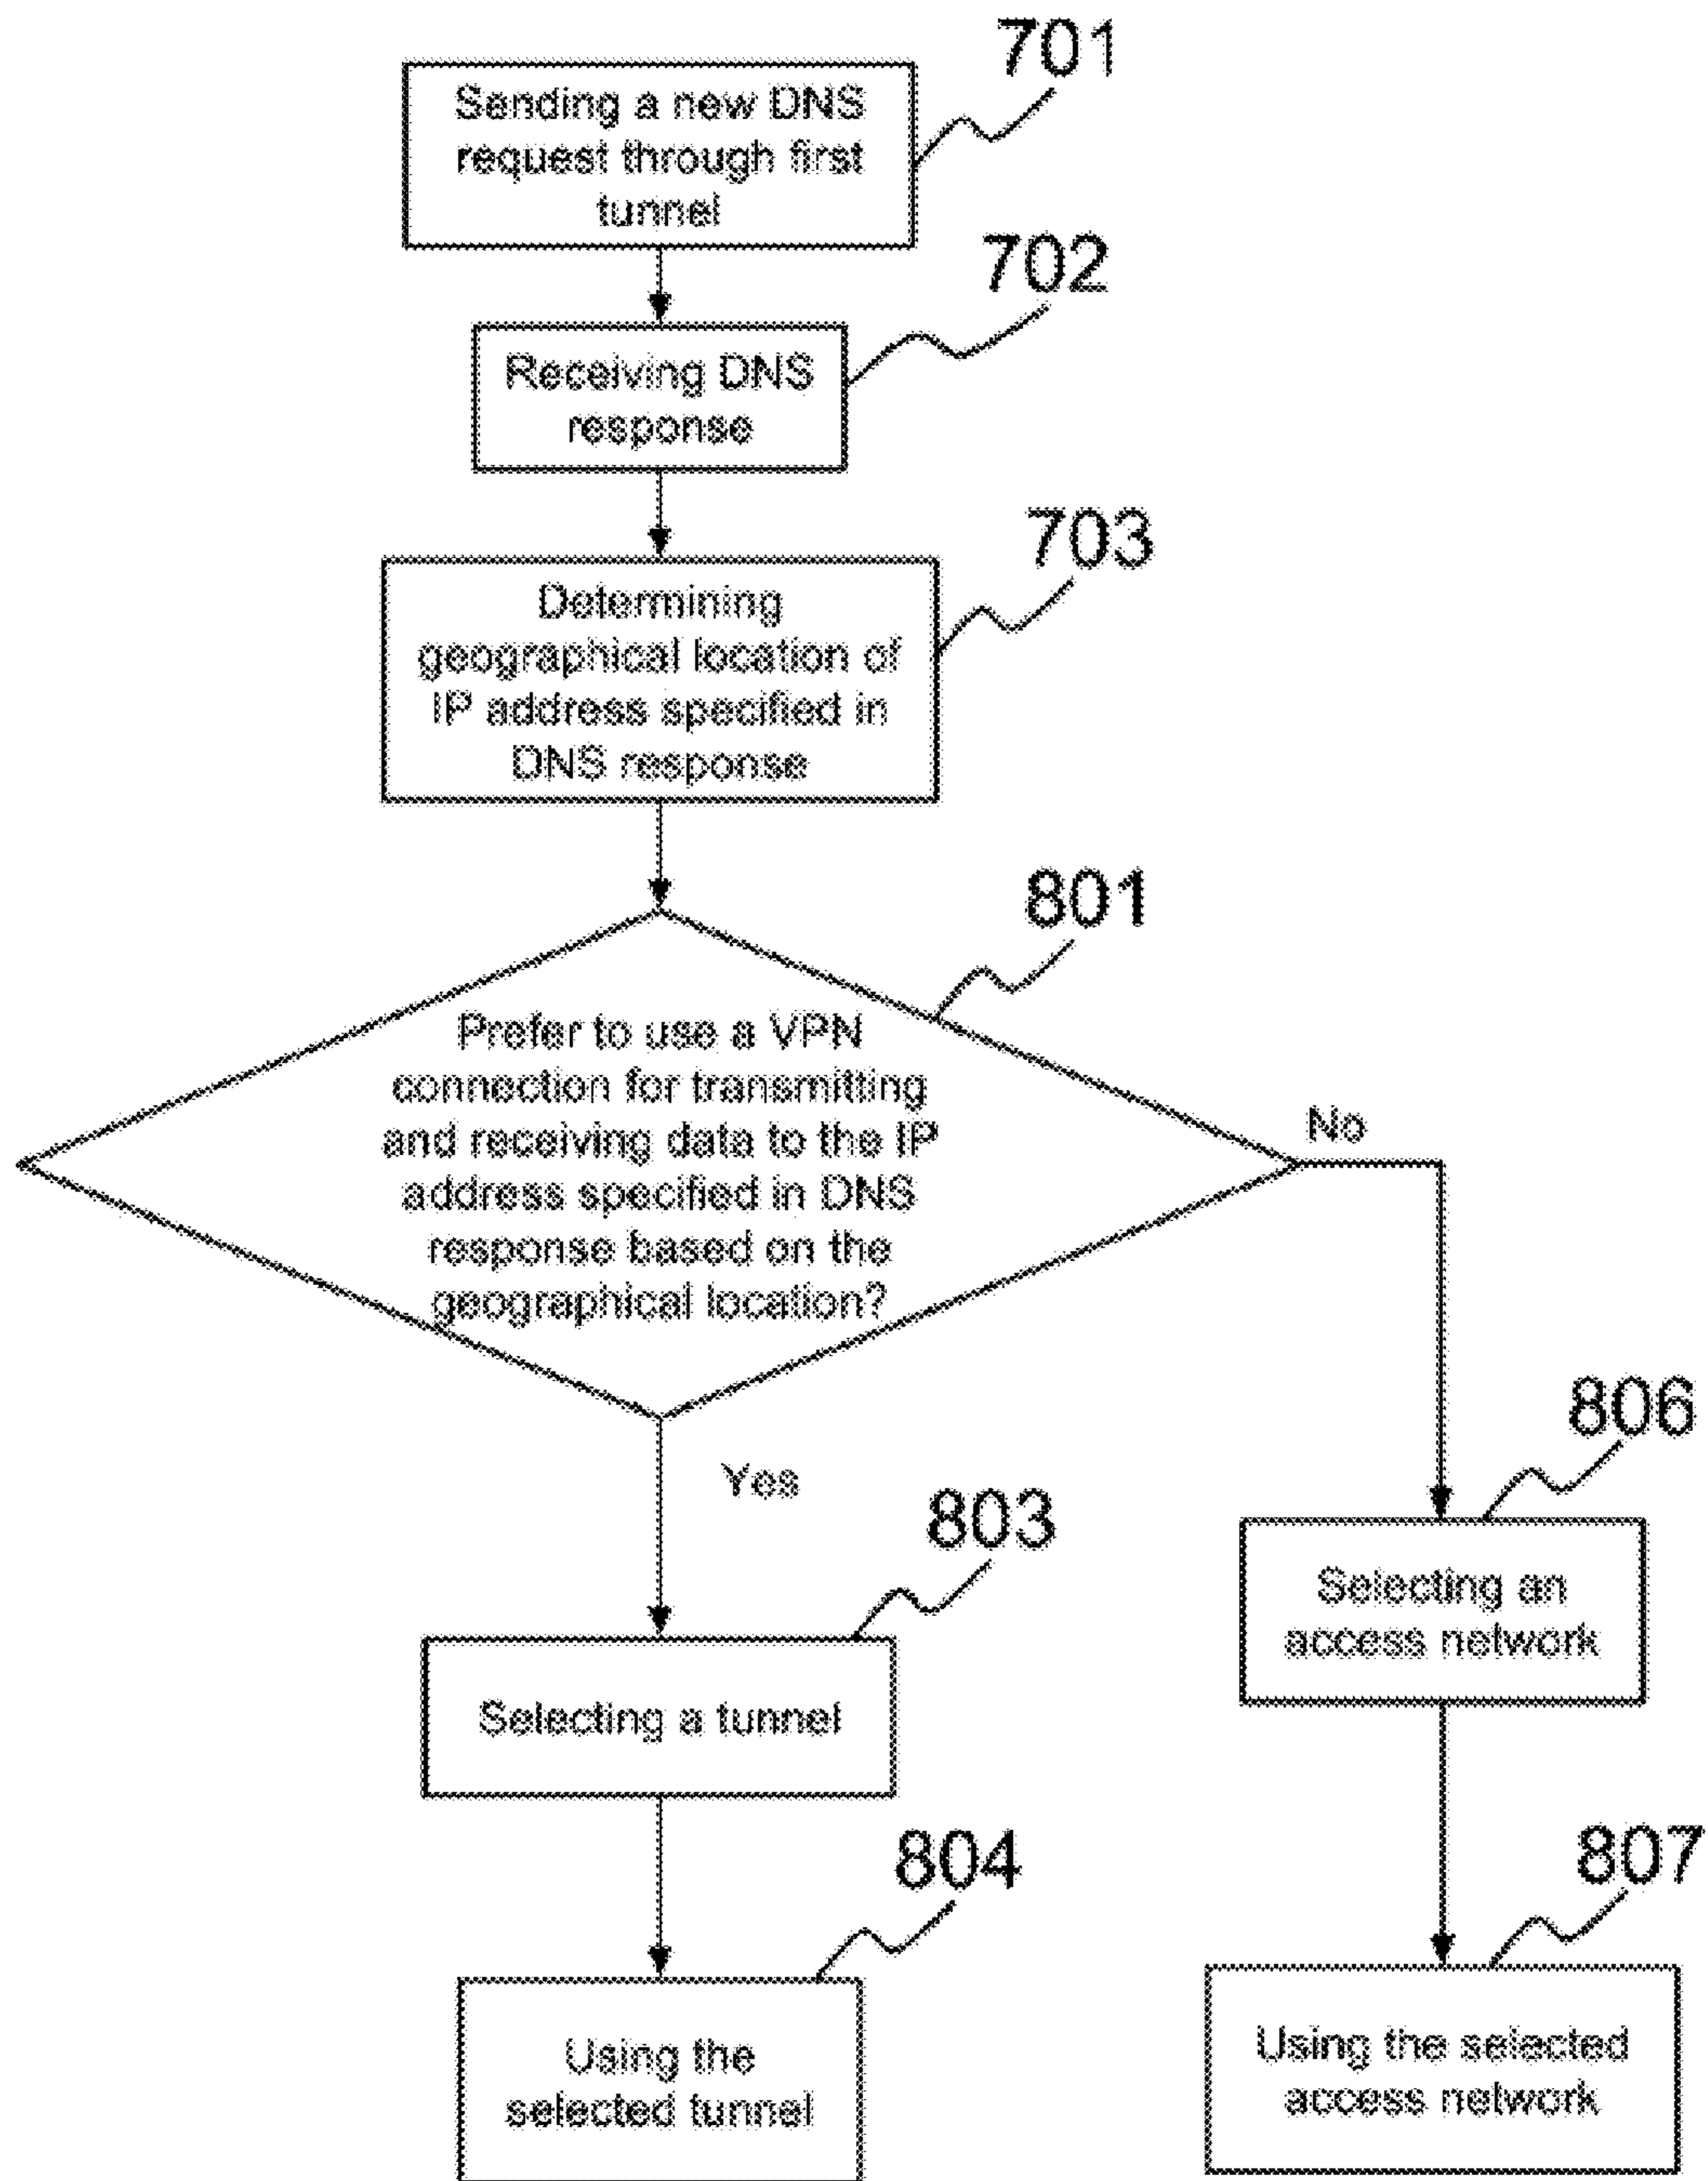 701
Sending a new DNS
request through first
tunnel
702
Receiving DNS
response
703
Determining
geographical location of
IP address specified in
DNS response
801
Prefer to use a VPN
connection for transmitting
and receiving data to the IP
address specified in DNS
response based on the
geographical location?
No
Yes
806
Selecting an
access network
803
Selecting a tunnel
804
Using the
selected tunnel
807
Using the selected
access network